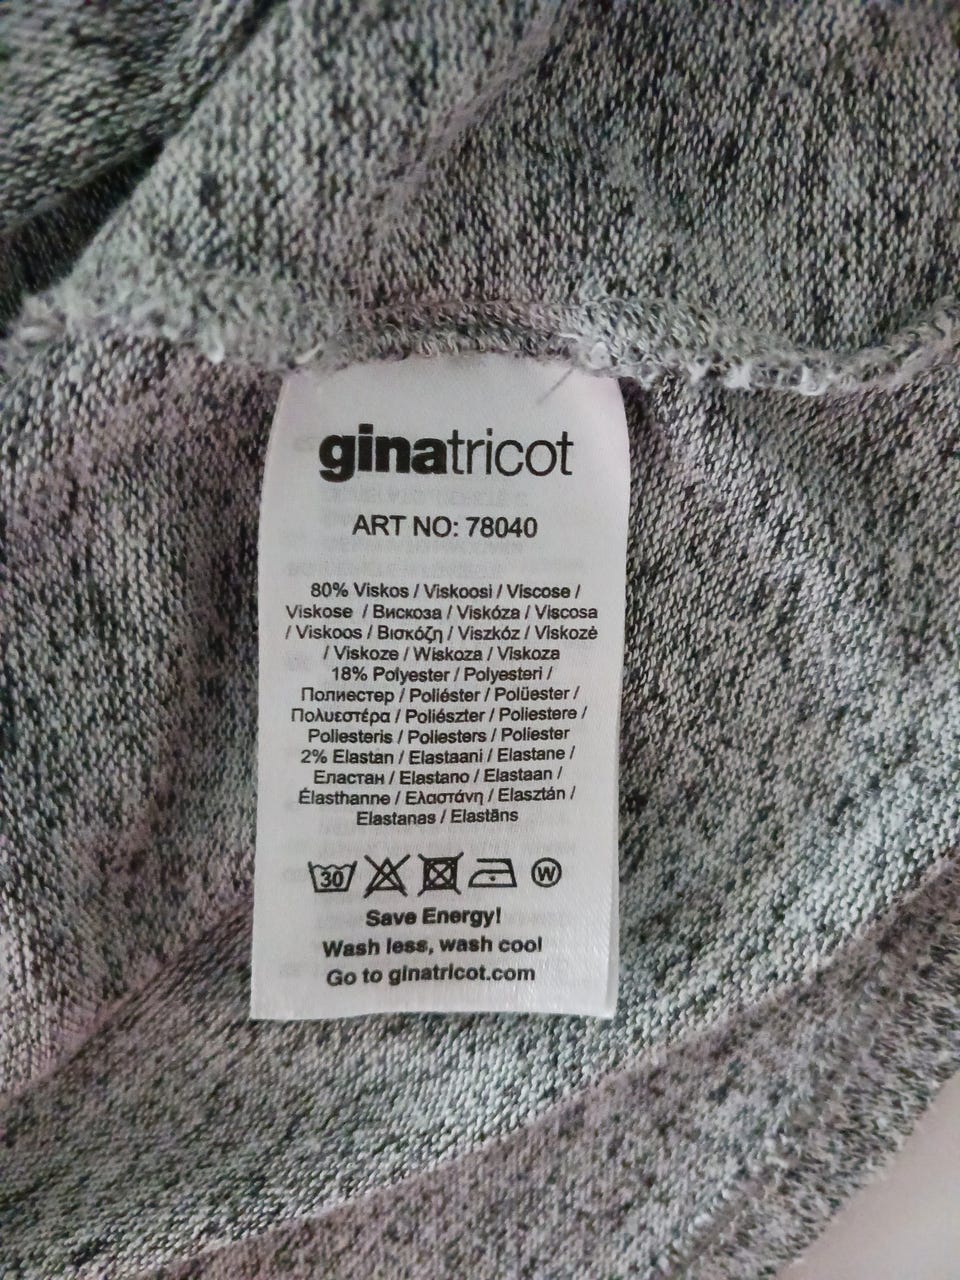 ginatricot
ART NO: 78040
80% Viskos / Viskoosi / Viscose /
Viskose / Вискоза / Viskóza / Viscosa
/ Viskoos / Βισκόζη / Viszkóz / Viskozė
/ Viskoze / Wiskoza / Viskoza
18% Polyester / Polyesteri /
Полиестер / Poliéster / Polüester /
Πολυεστέρα / Poliészter / Poliestere /
Poliesteris / Poliesters / Poliester
2% Elastan / Elastaani / Elastane /
Еластан / Elastano / Elastaan /
Élasthanne / Ελαστάνη / Elasztán /
Elastanas / Elastāns
30 W
Save Energy!
Wash less, wash cool
Go to ginatricot.com